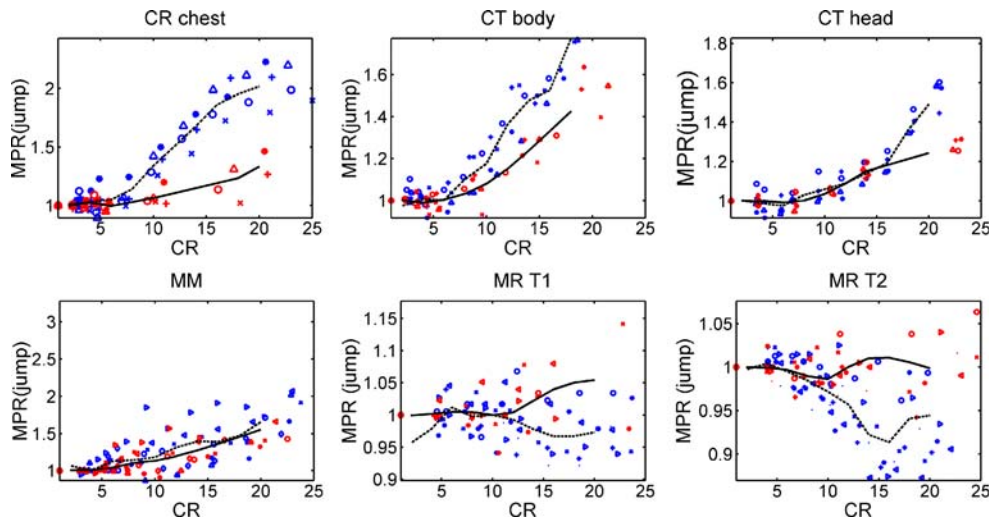 CR chest
CT body
CT head
MPR(jump)
2
1.5
1
5 10 15 20 25
CR
MPR(jump)
1.6
1.4
1.2
1
5 10 15 20 25
CR
MPR(jump)
1.8
1.6
1.4
1.2
1
5 10 15 20 25
CR
MM
MR T1
MR T2
MPR(jump)
3
2.5
2
1.5
1
5 10 15 20 25
CR
MPR(jump)
1.15
1.1
1.05
1
0.95
0.9
5 10 15 20 25
CR
MPR (jump)
1.05
1
0.95
0.9
5 10 15 20 25
CR